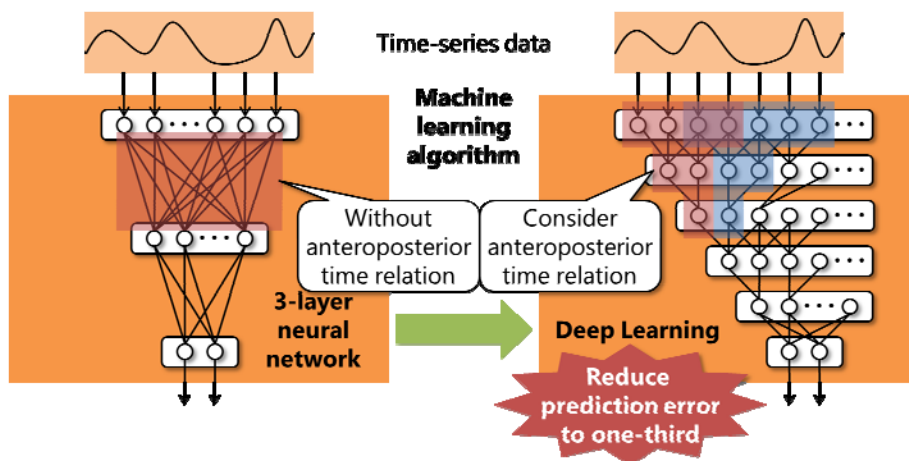 Time-series data
Machine
learning
algorithm
Without
anteroposterior
time relation
Consider
anteroposterior
time relation
3-layer
neural
network
Deep Learning
Reduce
prediction error
to one-third